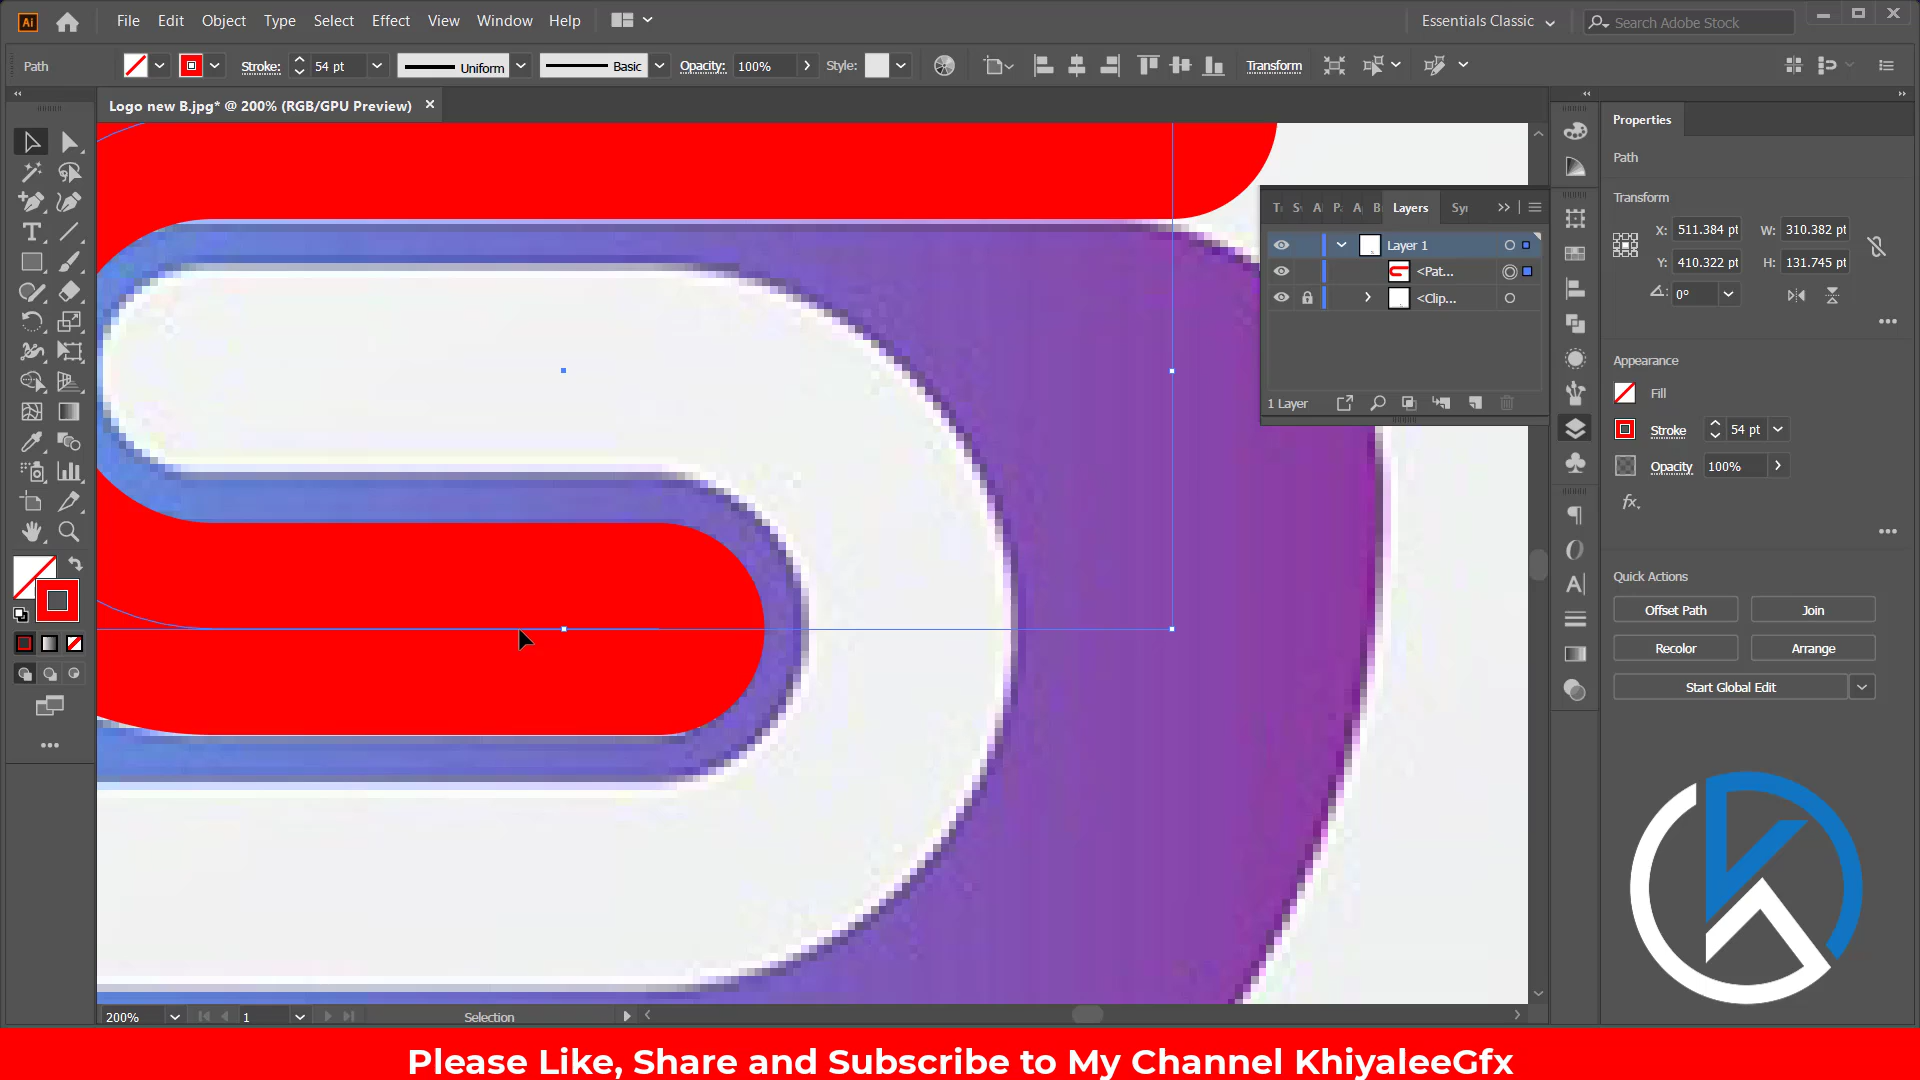 Ai File Edit Object Type Select Effect View Window Help Essentials Classic Search Adobe Stock
Path Stroke: 54 pt Uniform Basic Opacity: 100% Style: Transform
Logo new B.jpg* @ 200% (RGB/GPU Preview)
Properties
Path
Transform
X: 511.384 pt W: 310.382 pt
Y: 410.322 pt H: 131.745 pt
0°
Layers
Layer 1
<Pat...
<Clip...
1 Layer
Appearance
Fill
Stroke 54 pt
Opacity 100%
fx
Quick Actions
Offset Path Join
Recolor Arrange
Start Global Edit
200% 1 Selection
Please Like, Share and Subscribe to My Channel KhiyaleeGfx